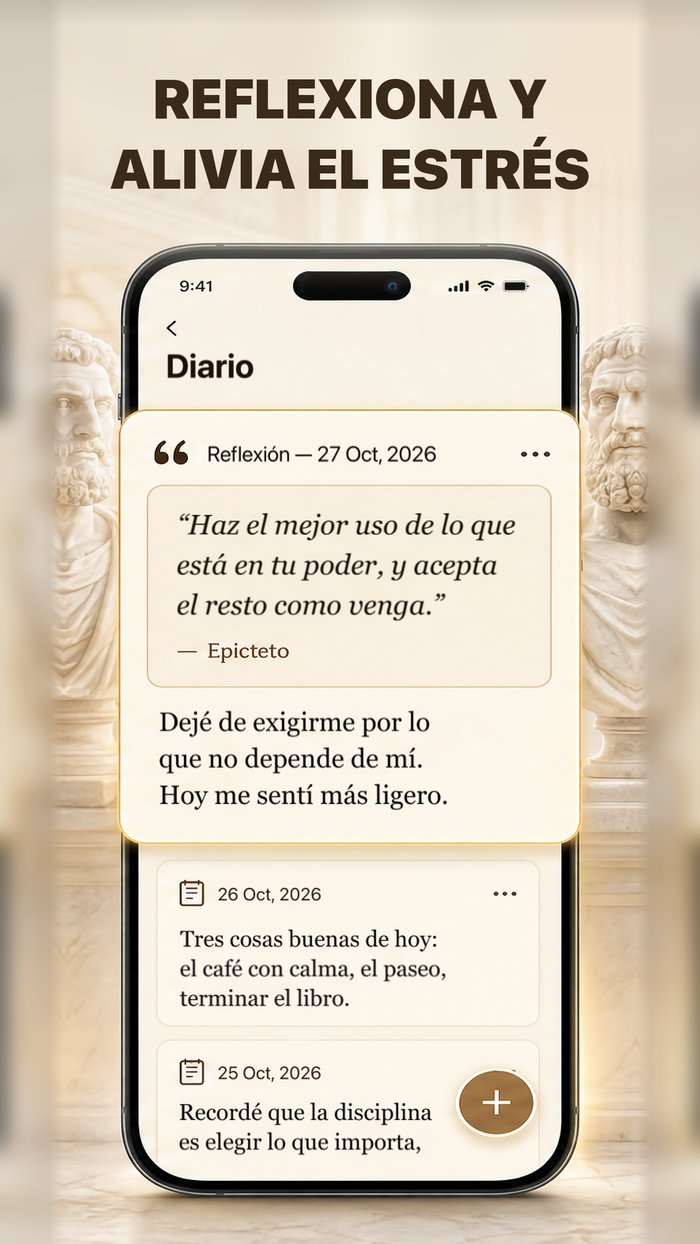 REFLEXIONA Y
ALIVIA EL ESTRÉS
9:41
Diario
Reflexión — 27 Oct, 2026
“Haz el mejor uso de lo que
está en tu poder, y acepta
el resto como venga.”
— Epicteto
Dejé de exigirme por lo
que no depende de mí.
Hoy me sentí más ligero.
26 Oct, 2026
Tres cosas buenas de hoy:
el café con calma, el paseo,
terminar el libro.
25 Oct, 2026
Recordé que la disciplina
es elegir lo que importa,